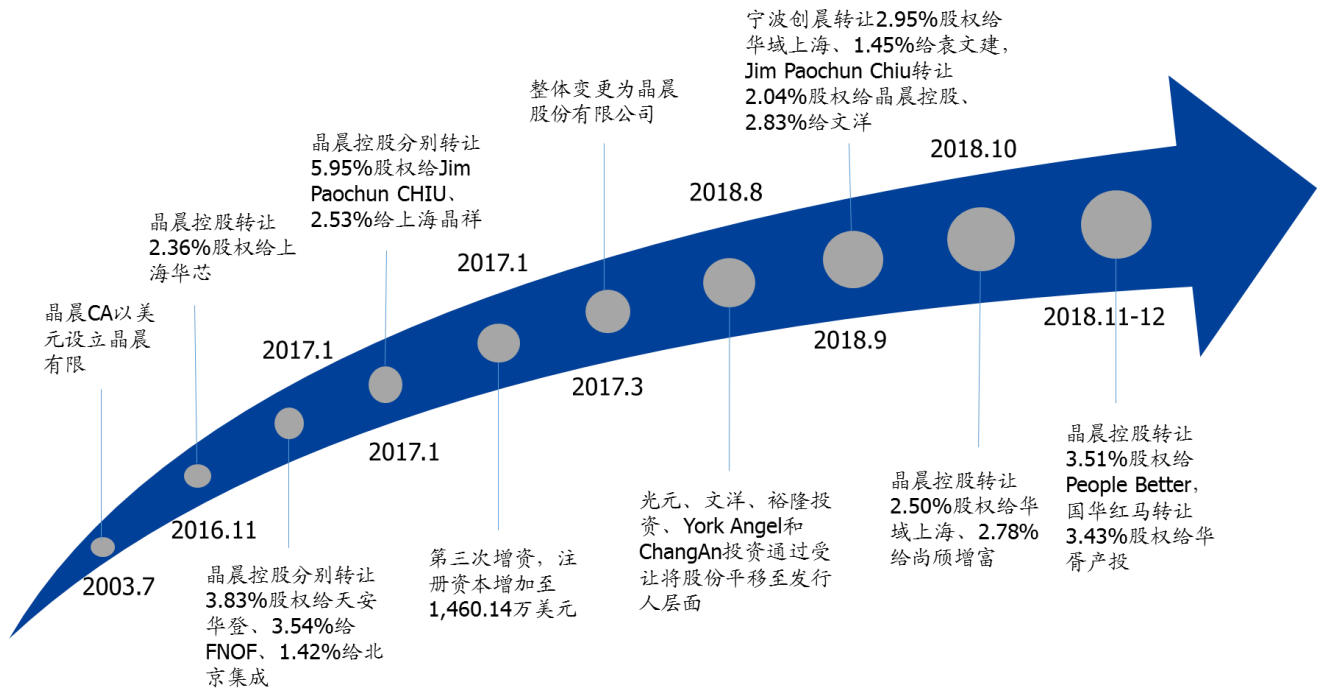 晶晨CA以美
元设立晶晨
有限
2003.7
晶晨控股转让
2.36%股权给上
海华芯
2016.11
2017.1
晶晨控股分别转让
3.83%股权给天安
华登、3.54%给
FNOF、1.42%给北
京集成
晶晨控股分别转让
5.95%股权给Jim
Paochun CHIU、
2.53%给上海晶祥
2017.1
2017.1
第三次增资，注
册资本增加至
1,460.14万美元
整体变更为晶晨
股份有限公司
2017.3
2018.8
光元、文洋、裕隆投
资、York Angel和
ChangAn投资通过受
让将股份平移至发行
人层面
宁波创晨转让2.95%股权给
华域上海、1.45%给袁文建，
Jim Paochun Chiu转让
2.04%股权给晶晨控股、
2.83%给文洋
2018.9
2018.10
晶晨控股转让
2.50%股权给华
域上海、2.78%
给尚颀增富
2018.11-12
晶晨控股转让
3.51%股权给
People Better，
国华红马转让
3.43%股权给华
胥产投